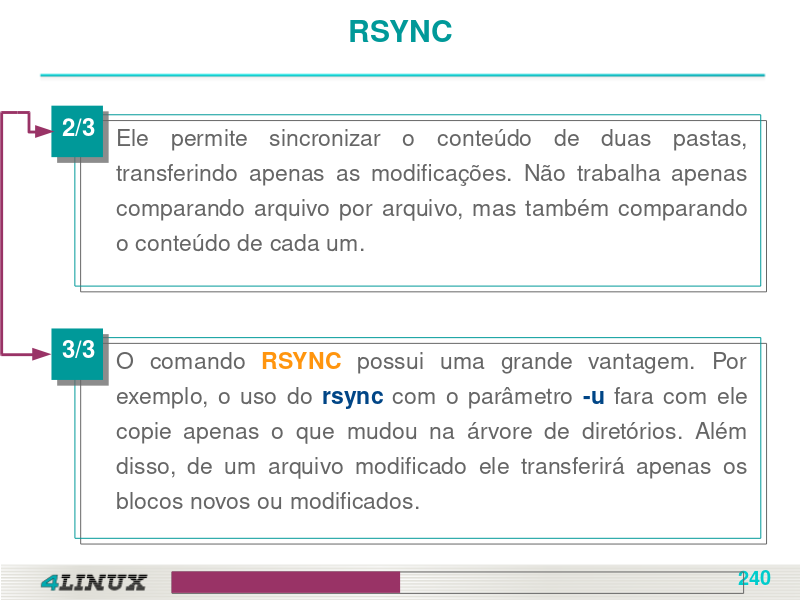 RSYNC
2/3
Ele permite sincronizar o conteúdo de duas pastas,
transferindo apenas as modificações. Não trabalha apenas
comparando arquivo por arquivo, mas também comparando
o conteúdo de cada um.
3/3
O comando RSYNC possui uma grande vantagem. Por
exemplo, o uso do rsync com o parâmetro -u fara com ele
copie apenas o que mudou na árvore de diretórios. Além
disso, de um arquivo modificado ele transferirá apenas os
blocos novos ou modificados.
4LINUX
240